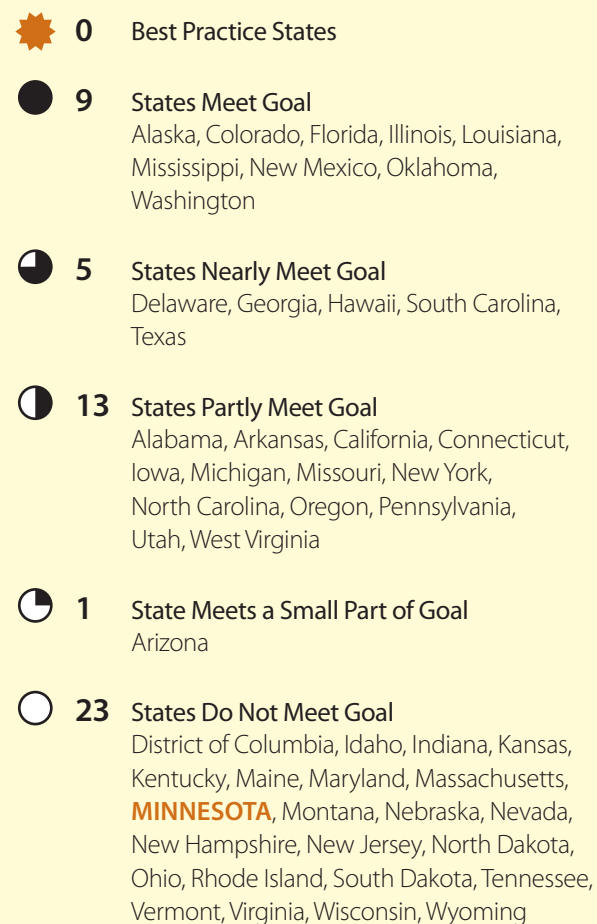 0 Best Practice States
9 States Meet Goal
Alaska, Colorado, Florida, Illinois, Louisiana,
Mississippi, New Mexico, Oklahoma,
Washington
5 States Nearly Meet Goal
Delaware, Georgia, Hawaii, South Carolina,
Texas
13 States Partly Meet Goal
Alabama, Arkansas, California, Connecticut,
Iowa, Michigan, Missouri, New York,
North Carolina, Oregon, Pennsylvania,
Utah, West Virginia
1 State Meets a Small Part of Goal
Arizona
23 States Do Not Meet Goal
District of Columbia, Idaho, Indiana, Kansas,
Kentucky, Maine, Maryland, Massachusetts,
MINNESOTA, Montana, Nebraska, Nevada,
New Hampshire, New Jersey, North Dakota,
Ohio, Rhode Island, South Dakota, Tennessee,
Vermont, Virginia, Wisconsin, Wyoming